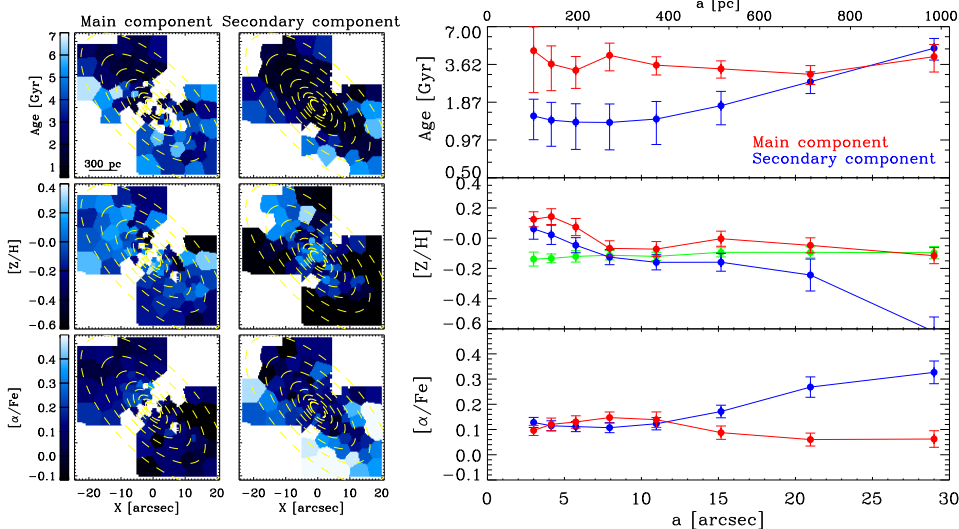 Main component Secondary component
7
6
5
4
3
2
1
Age [Gyr]
300 pc
0.4
0.2
-0.0
-0.2
-0.4
-0.6
[Z/H]
0.4
0.3
0.2
0.1
0.0
-0.1
[α/Fe]
-20 -10 0 10 20
X [arcsec]
-20 -10 0 10 20
X [arcsec]
a [pc]
0 200 400 600 800 1000
7.00
3.62
1.87
0.97
0.50
Age [Gyr]
Main component
Secondary component
0.4
0.2
-0.0
-0.2
-0.4
-0.6
[Z/H]
0.4
0.3
0.2
0.1
-0.0
-0.1
[α/Fe]
0 5 10 15 20 25 30
a [arcsec]